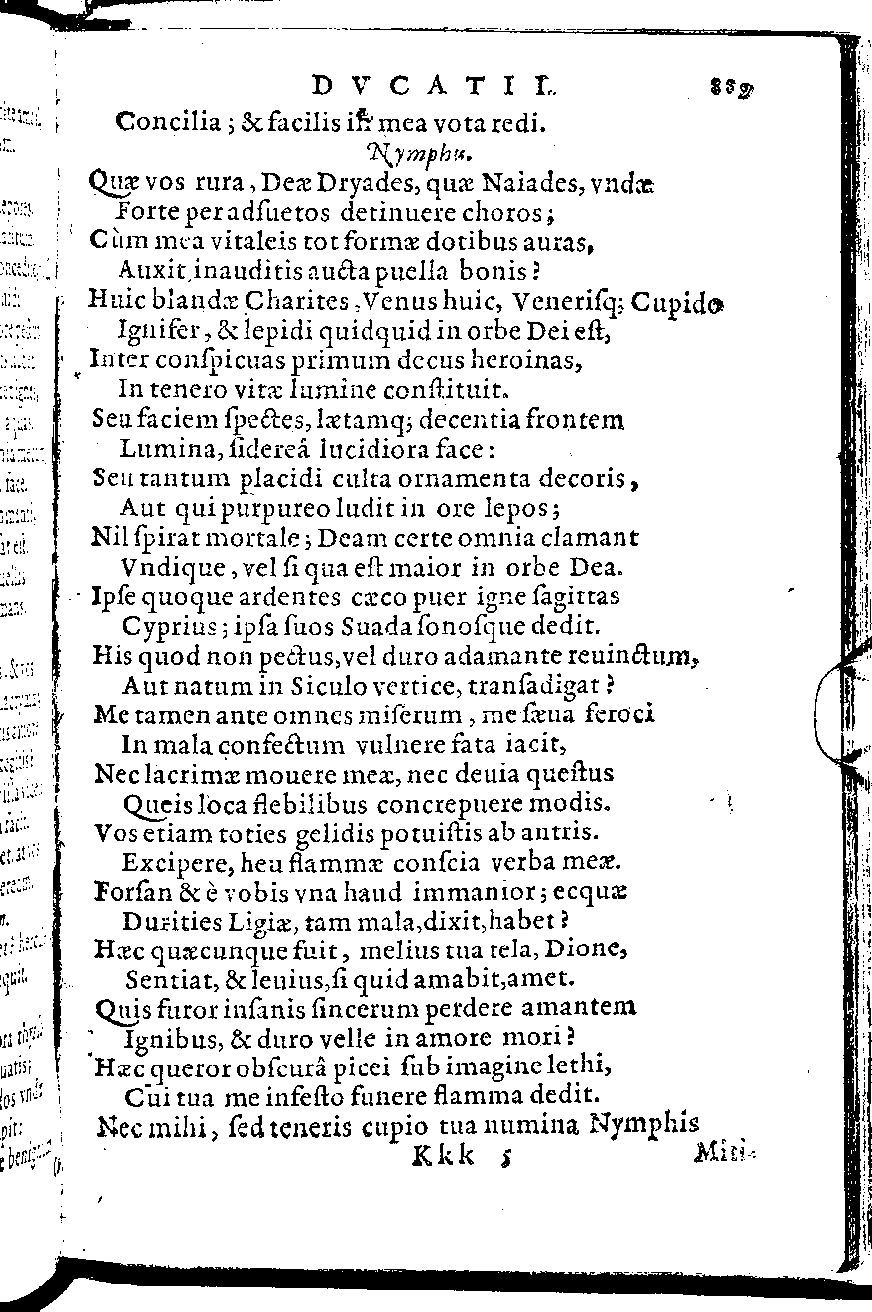 DVCATII. 889
Concilia; & facilis in mea vota redi.
Nymphis.
Quæ vos rura, Deæ Dryades, quæ Naiades, vndæ
Forte per adſuetos detinuere choros;
Cùm mea vitaleis tot formæ dotibus auras,
Auxit inauditis aucta puella bonis?
Huic blandæ Charites, Venus huic, Veneriſq; Cupido
Ignifer, & lepidi quidquid in orbe Dei eſt,
Inter conſpicuas primum decus heroinas,
In tenero vitæ lumine conſtituit.
Seu faciem ſpectes, lætamq; decentia frontem
Lumina, ſidereâ lucidiora face:
Seu tantum placidi culta ornamenta decoris,
Aut qui purpureo ludit in ore lepos;
Nil ſpirat mortale; Deam certe omnia clamant
Vndique, vel ſi qua eſt maior in orbe Dea.
Ipſe quoque ardentes cæco puer igne ſagittas
Cyprius; ipſa ſuos Suada ſonoſque dedit.
His quod non pectus, vel duro adamante reuinctum,
Aut natum in Siculo vertice, tranſadigat?
Me tamen ante omnes miſerum, me ſæua feroci
In mala confectum vulnere fata iacit,
Nec lacrimæ mouere meæ, nec deuia queſtus
Queis loca flebilibus concrepuere modis.
Vos etiam toties gelidis potuiſtis ab antris.
Excipere, heu flammæ conſcia verba meæ.
Forſan & è vobis vna haud immanior; ecquæ
Durities Ligiæ, tam mala, dixit, habet?
Hæc quæcunque fuit, melius tua tela, Dione,
Sentiat, & leuius, ſi quid amabit, amet.
Quis furor inſanis ſincerum perdere amantem
Ignibus, & duro velle in amore mori?
Hæc queror obſcurâ picei ſub imagine lethi,
Cui tua me infeſto funere flamma dedit.
Nec mihi, ſed teneris cupio tua numina Nymphis
Kkk 5 Miti-